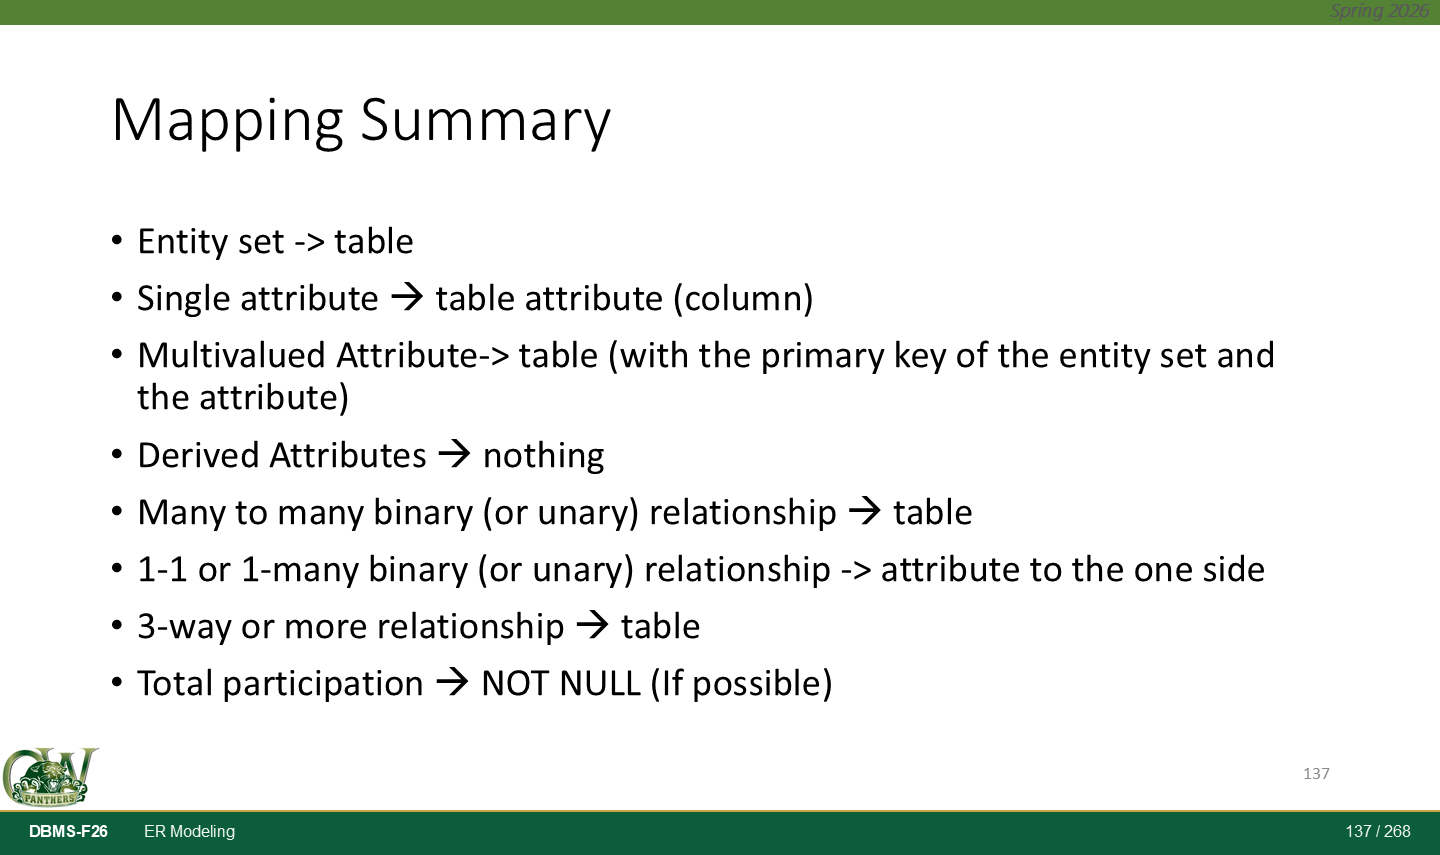 Spring 2026
Mapping Summary
• Entity set -> table
• Single attribute → table attribute (column)
• Multivalued Attribute-> table (with the primary key of the entity set and
the attribute)
• Derived Attributes → nothing
• Many to many binary (or unary) relationship → table
• 1-1 or 1-many binary (or unary) relationship -> attribute to the one side
• 3-way or more relationship → table
• Total participation → NOT NULL (If possible)
OW
PANTHERS
137
DBMS-F26 ER Modeling 137 / 268